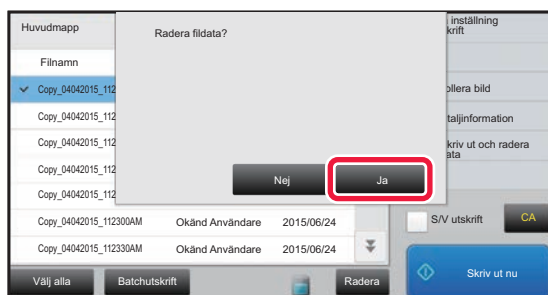 Huvudmapp
Radera fildata?
inställning
krift
Filnamn
Copy_04042015_112
ollera bild
Copy_04042015_112
taljinformation
Copy_04042015_112
kriv ut och radera
ata
Copy_04042015_112
Copy_04042015_112
Nej
Ja
Copy_04042015_112300AM Okänd Användare 2015/06/24
S/V utskrift
CA
Copy_04042015_112330AM Okänd Användare 2015/06/24
Välj alla
Batchutskrift
Radera
Skriv ut nu